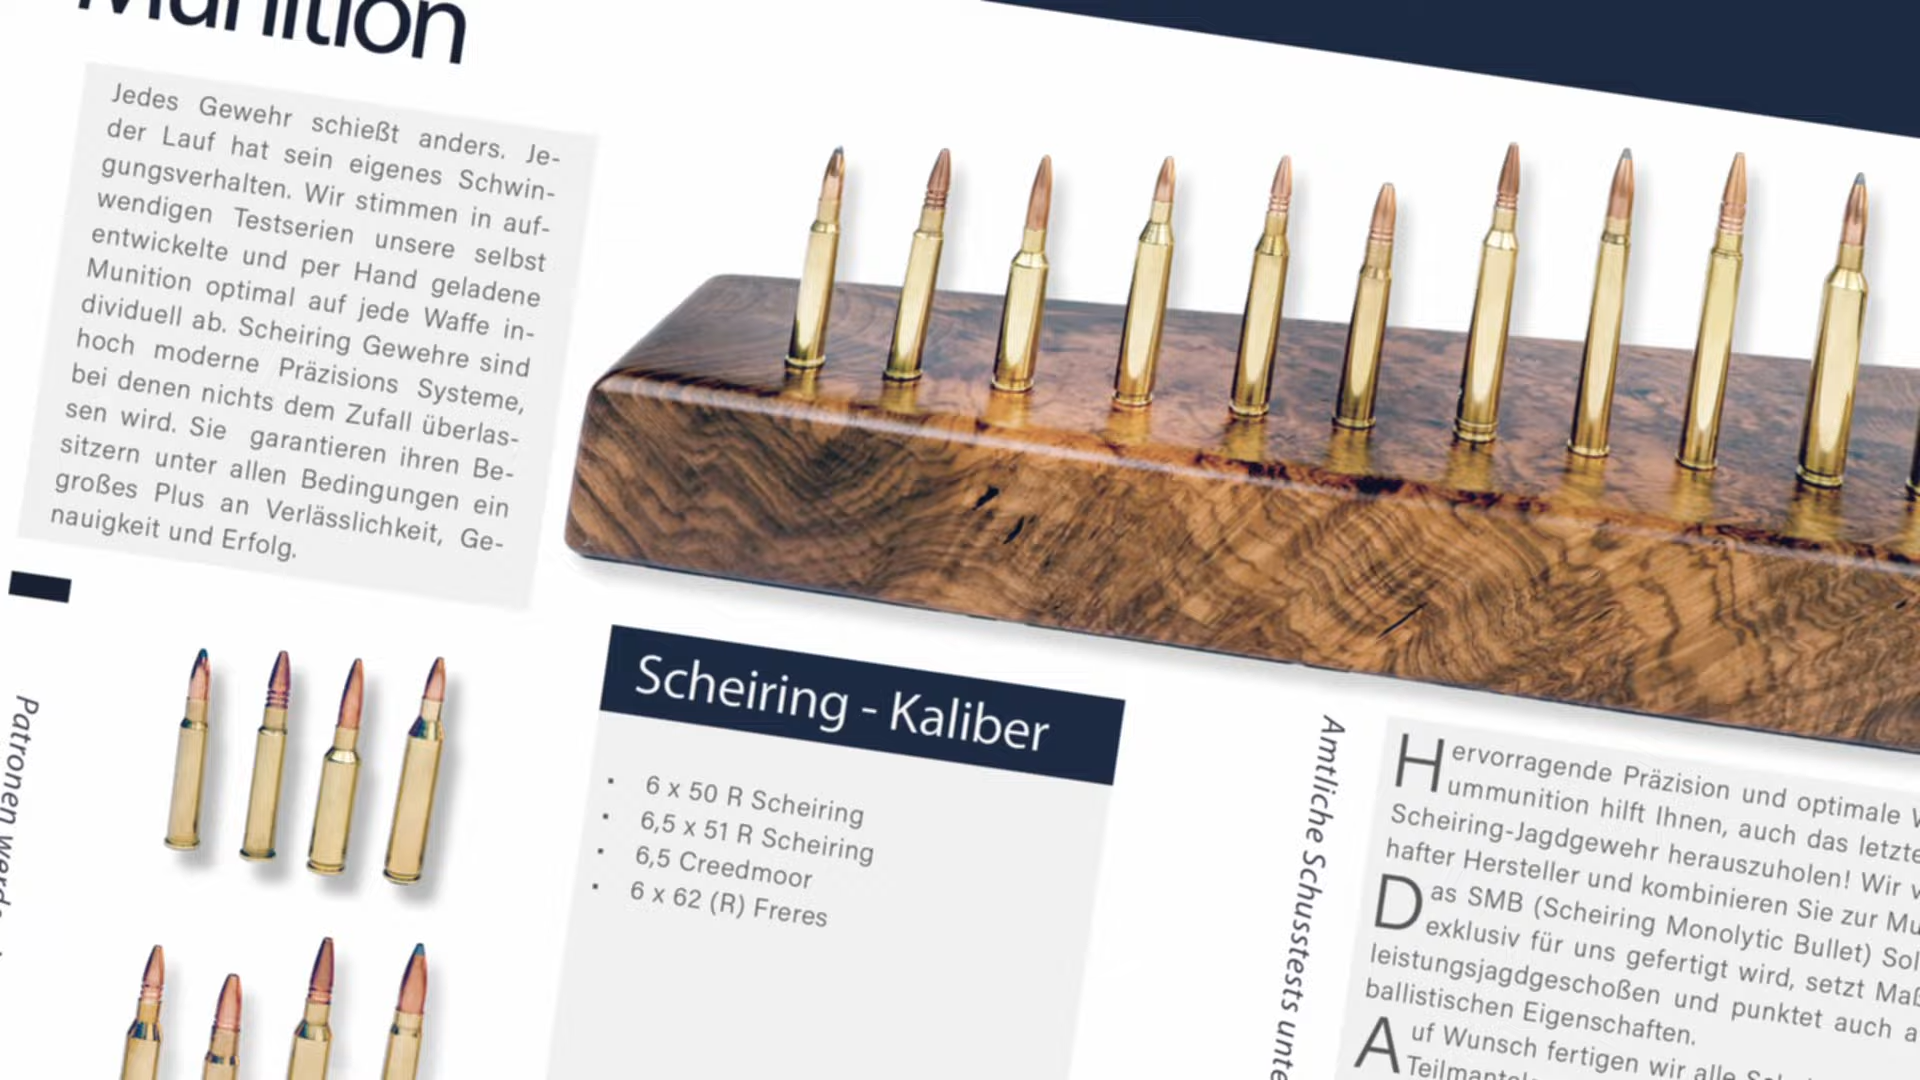 Munition
Jedes Gewehr schießt anders. Je-
der Lauf hat sein eigenes Schwin-
gungsverhalten. Wir stimmen in auf-
wendigen Testserien unsere selbst
entwickelte und per Hand geladene
Munition optimal auf jede Waffe in-
dividuell ab. Scheiring Gewehre sind
hoch moderne Präzisions Systeme,
bei denen nichts dem Zufall überlas-
sen wird. Sie garantieren ihren Be-
sitzern unter allen Bedingungen ein
großes Plus an Verlässlichkeit, Ge-
nauigkeit und Erfolg.
Patronen
Scheiring - Kaliber
▪ 6 x 50 R Scheiring
▪ 6,5 x 51 R Scheiring
▪ 6,5 Creedmoor
▪ 6 x 62 (R) Freres
Amtliche Schusstests
Hervorragende Präzision und optimale
ummunition hilft Ihnen, auch das letzte
Scheiring-Jagdgewehr herauszuholen! Wir
hafter Hersteller und kombinieren Sie zur
Das SMB (Scheiring Monolytic Bullet)
exklusiv für uns gefertigt wird, setzt
leistungsjagdgeschoßen und punktet auch
ballistischen Eigenschaften.
Auf Wunsch fertigen wir alle